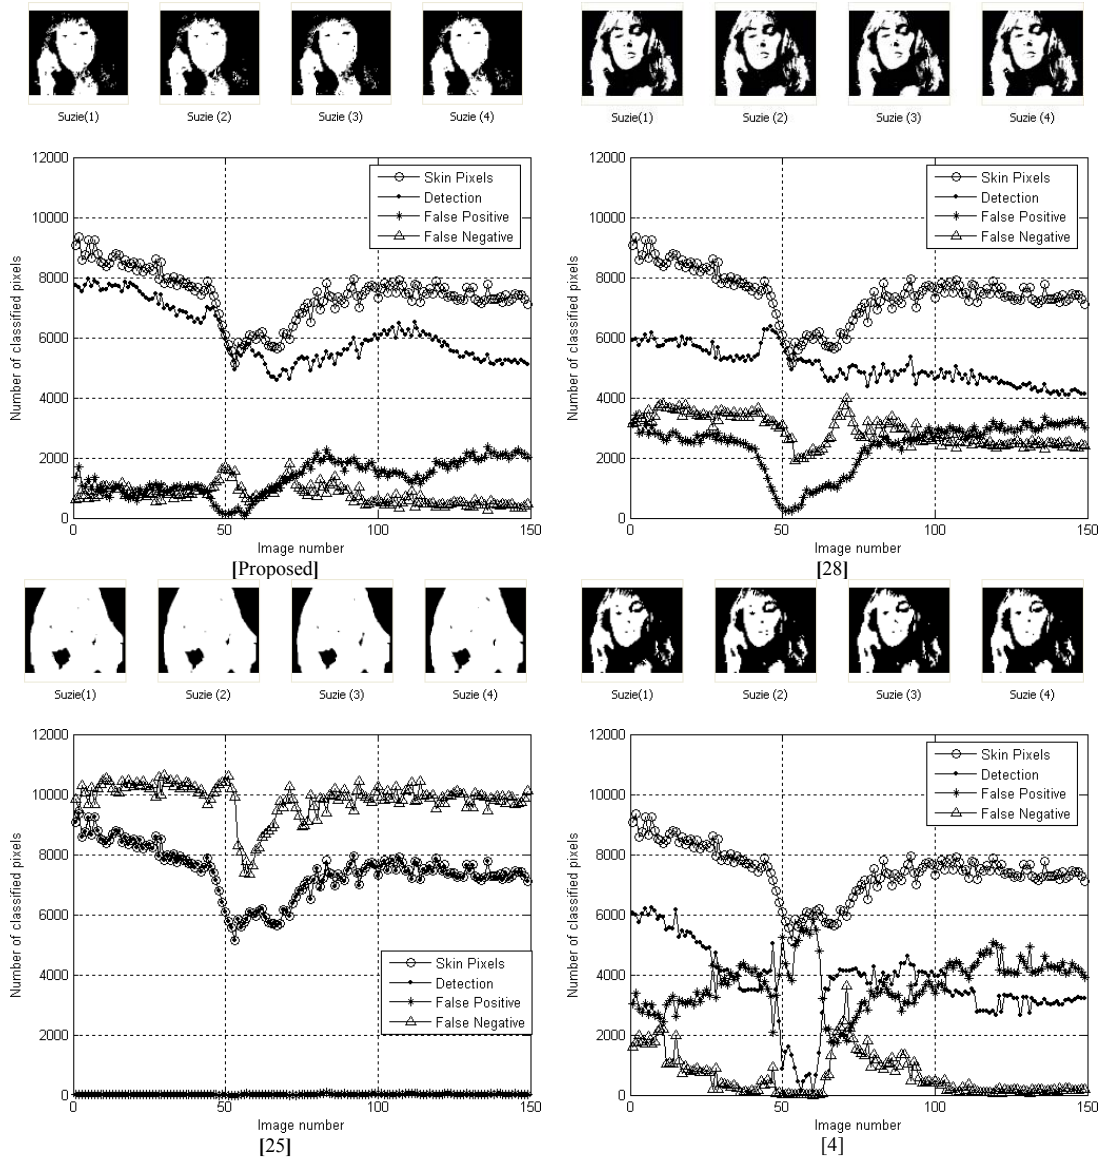 Suzie(1) Suzie (2) Suzie (3) Suzie (4)
12000
10000
8000
6000
4000
2000
0
Number of classified pixels
Skin Pixels
Detection
False Positive
False Negative
0 50 100 150
Image number
[Proposed]
Suzie(1) Suzie (2) Suzie (3) Suzie (4)
12000
10000
8000
6000
4000
2000
0
Number of classified pixels
Skin Pixels
Detection
False Positive
False Negative
0 50 100 150
Image number
[28]
Suzie(1) Suzie (2) Suzie (3) Suzie (4)
12000
10000
8000
6000
4000
2000
0
Number of classified pixels
Skin Pixels
Detection
False Positive
False Negative
0 50 100 150
Image number
[25]
Suzie(1) Suzie (2) Suzie (3) Suzie (4)
12000
10000
8000
6000
4000
2000
0
Number of classified pixels
Skin Pixels
Detection
False Positive
False Negative
0 50 100 150
Image number
[4]